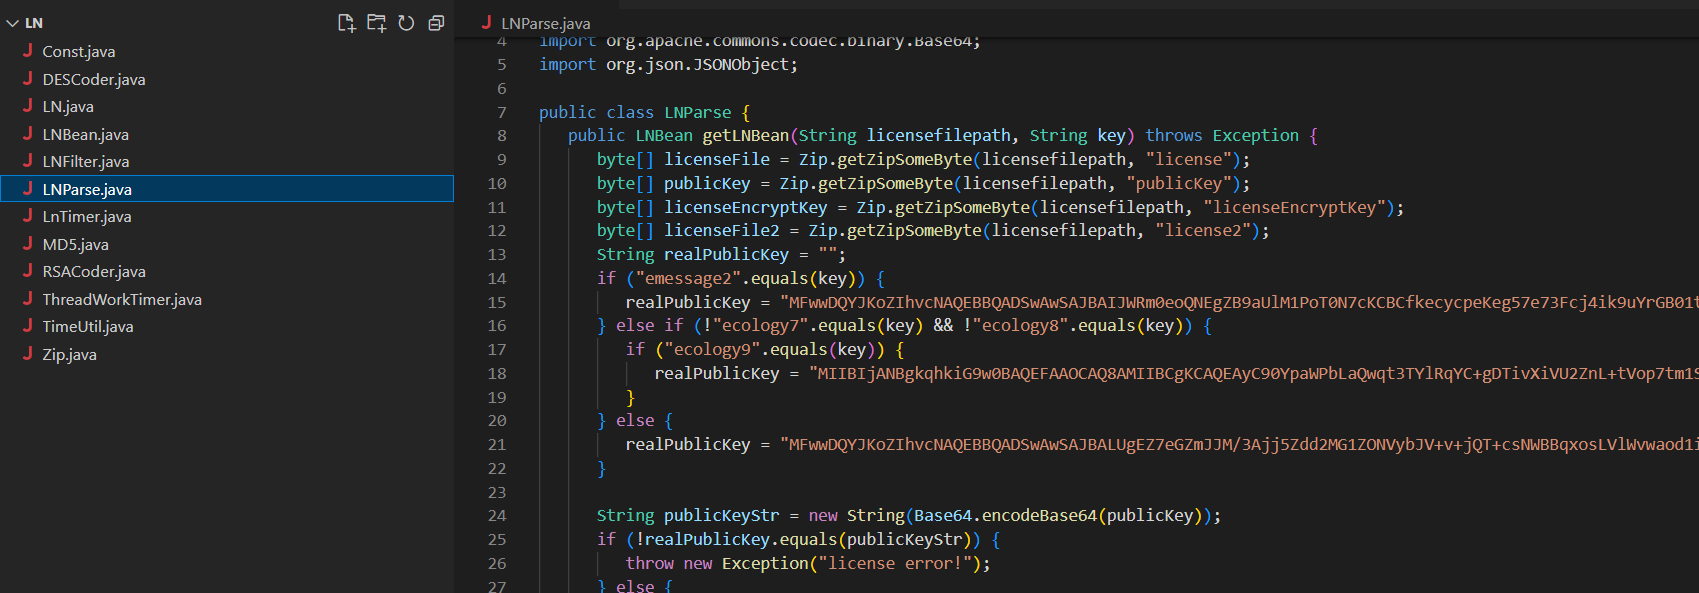 LN
Const.java
DESCoder.java
LN.java
LNBean.java
LNFilter.java
LNParse.java
LnTimer.java
MD5.java
RSACoder.java
ThreadWorkTimer.java
TimeUtil.java
Zip.java
LNParse.java
4 import org.apache.commons.codec.binary.Base64;
5 import org.json.JSONObject;
6
7 public class LNParse {
8 public LNBean getLNBean(String licensefilepath, String key) throws Exception {
9 byte[] licenseFile = Zip.getZipSomeByte(licensefilepath, "license");
10 byte[] publicKey = Zip.getZipSomeByte(licensefilepath, "publicKey");
11 byte[] licenseEncryptKey = Zip.getZipSomeByte(licensefilepath, "licenseEncryptKey");
12 byte[] licenseFile2 = Zip.getZipSomeByte(licensefilepath, "license2");
13 String realPublicKey = "";
14 if ("emessage2".equals(key)) {
15 realPublicKey = "MFwwDQYJKoZIhvcNAQEBBQADSwAwSAJBAIJWRm0eoQNEgZB9aUlM1PoT0N7cKCBCfkecycpeKeg57e73Fcj4ik9uYrGB01t
16 } else if (!"ecology7".equals(key) && !"ecology8".equals(key)) {
17 if ("ecology9".equals(key)) {
18 realPublicKey = "MIIBIjANBgkqhkiG9w0BAQEFAAOCAQ8AMIIBCgKCAQEAyC90YpaWPbLaQwqt3TYlRqYC+gDTivXiVU2ZnL+tVop7tm1S
19 }
20 } else {
21 realPublicKey = "MFwwDQYJKoZIhvcNAQEBBQADSwAwSAJBALUgEZ7eGZmJJM/3Ajj5Zdd2MG1ZONVybJV+v+jQT+csNWBBqxosLVlWvwaod1i
22 }
23
24 String publicKeyStr = new String(Base64.encodeBase64(publicKey));
25 if (!realPublicKey.equals(publicKeyStr)) {
26 throw new Exception("license error!");
27 } else {